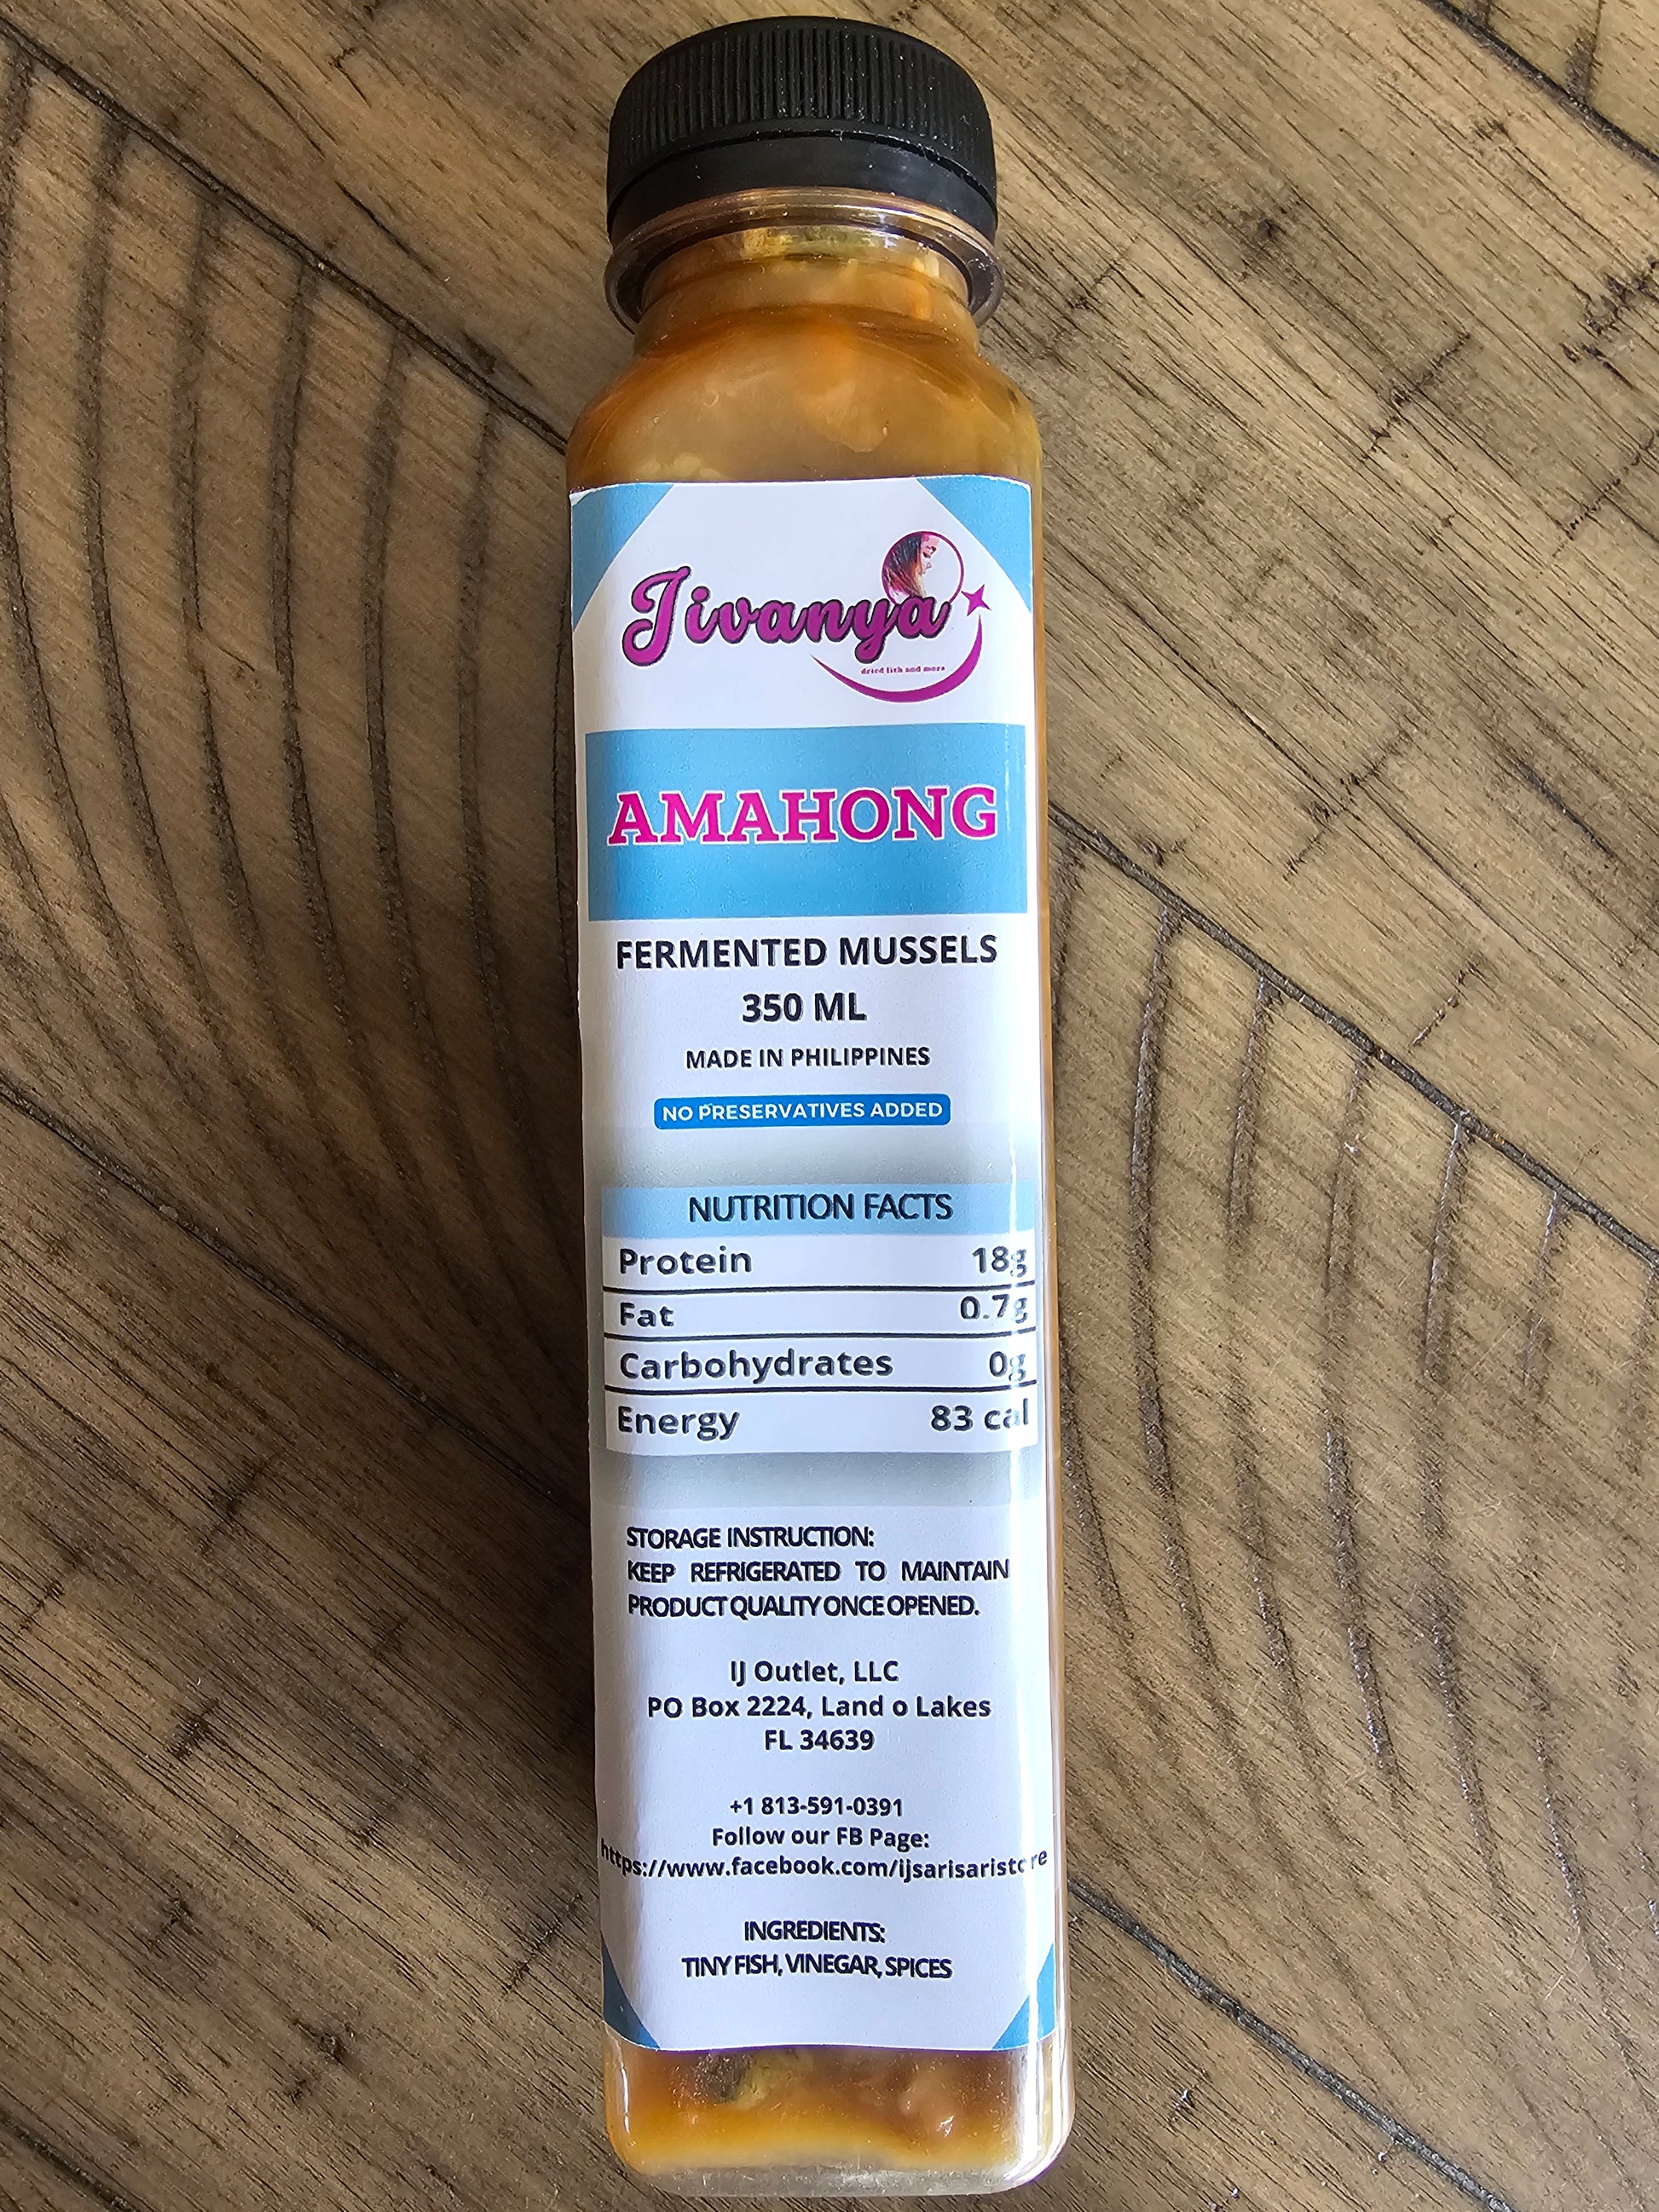 Jivanya
dried fish and more
AMAHONG
FERMENTED MUSSELS
350 ML
MADE IN PHILIPPINES
NO PRESERVATIVES ADDED
NUTRITION FACTS
Protein 18g
Fat 0.7g
Carbohydrates 0g
Energy 83 cal
STORAGE INSTRUCTION:
KEEP REFRIGERATED TO MAINTAIN
PRODUCT QUALITY ONCE OPENED.
IJ Outlet, LLC
PO Box 2224, Land o Lakes
FL 34639
+1 813-591-0391
Follow our FB Page:
https://www.facebook.com/ijsarisaristore
INGREDIENTS:
TINY FISH, VINEGAR, SPICES